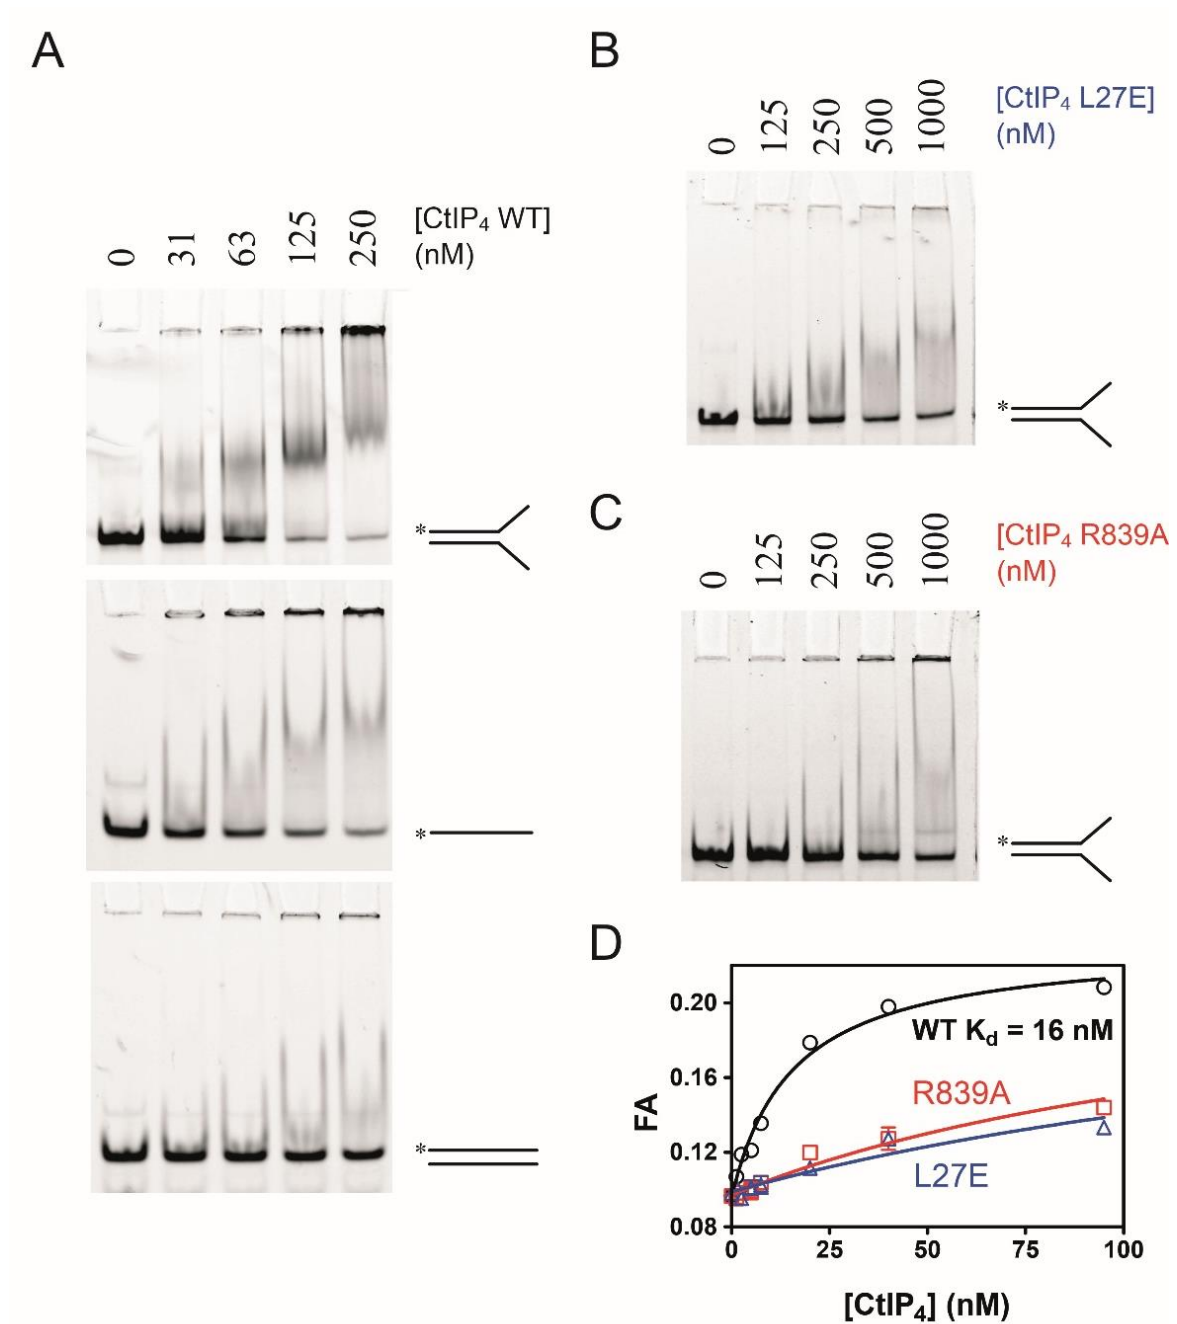 A
0 31 63 125 250
[CtIP4 WT]
(nM)
*
*
*
B
0 125 250 500 1000
[CtIP4 L27E]
(nM)
*
C
0 125 250 500 1000
[CtIP4 R839A
(nM)
*
D
FA
0.20
0.16
0.12
0.08
WT Kd = 16 nM
R839A
L27E
0 25 50 75 100
[CtIP4] (nM)